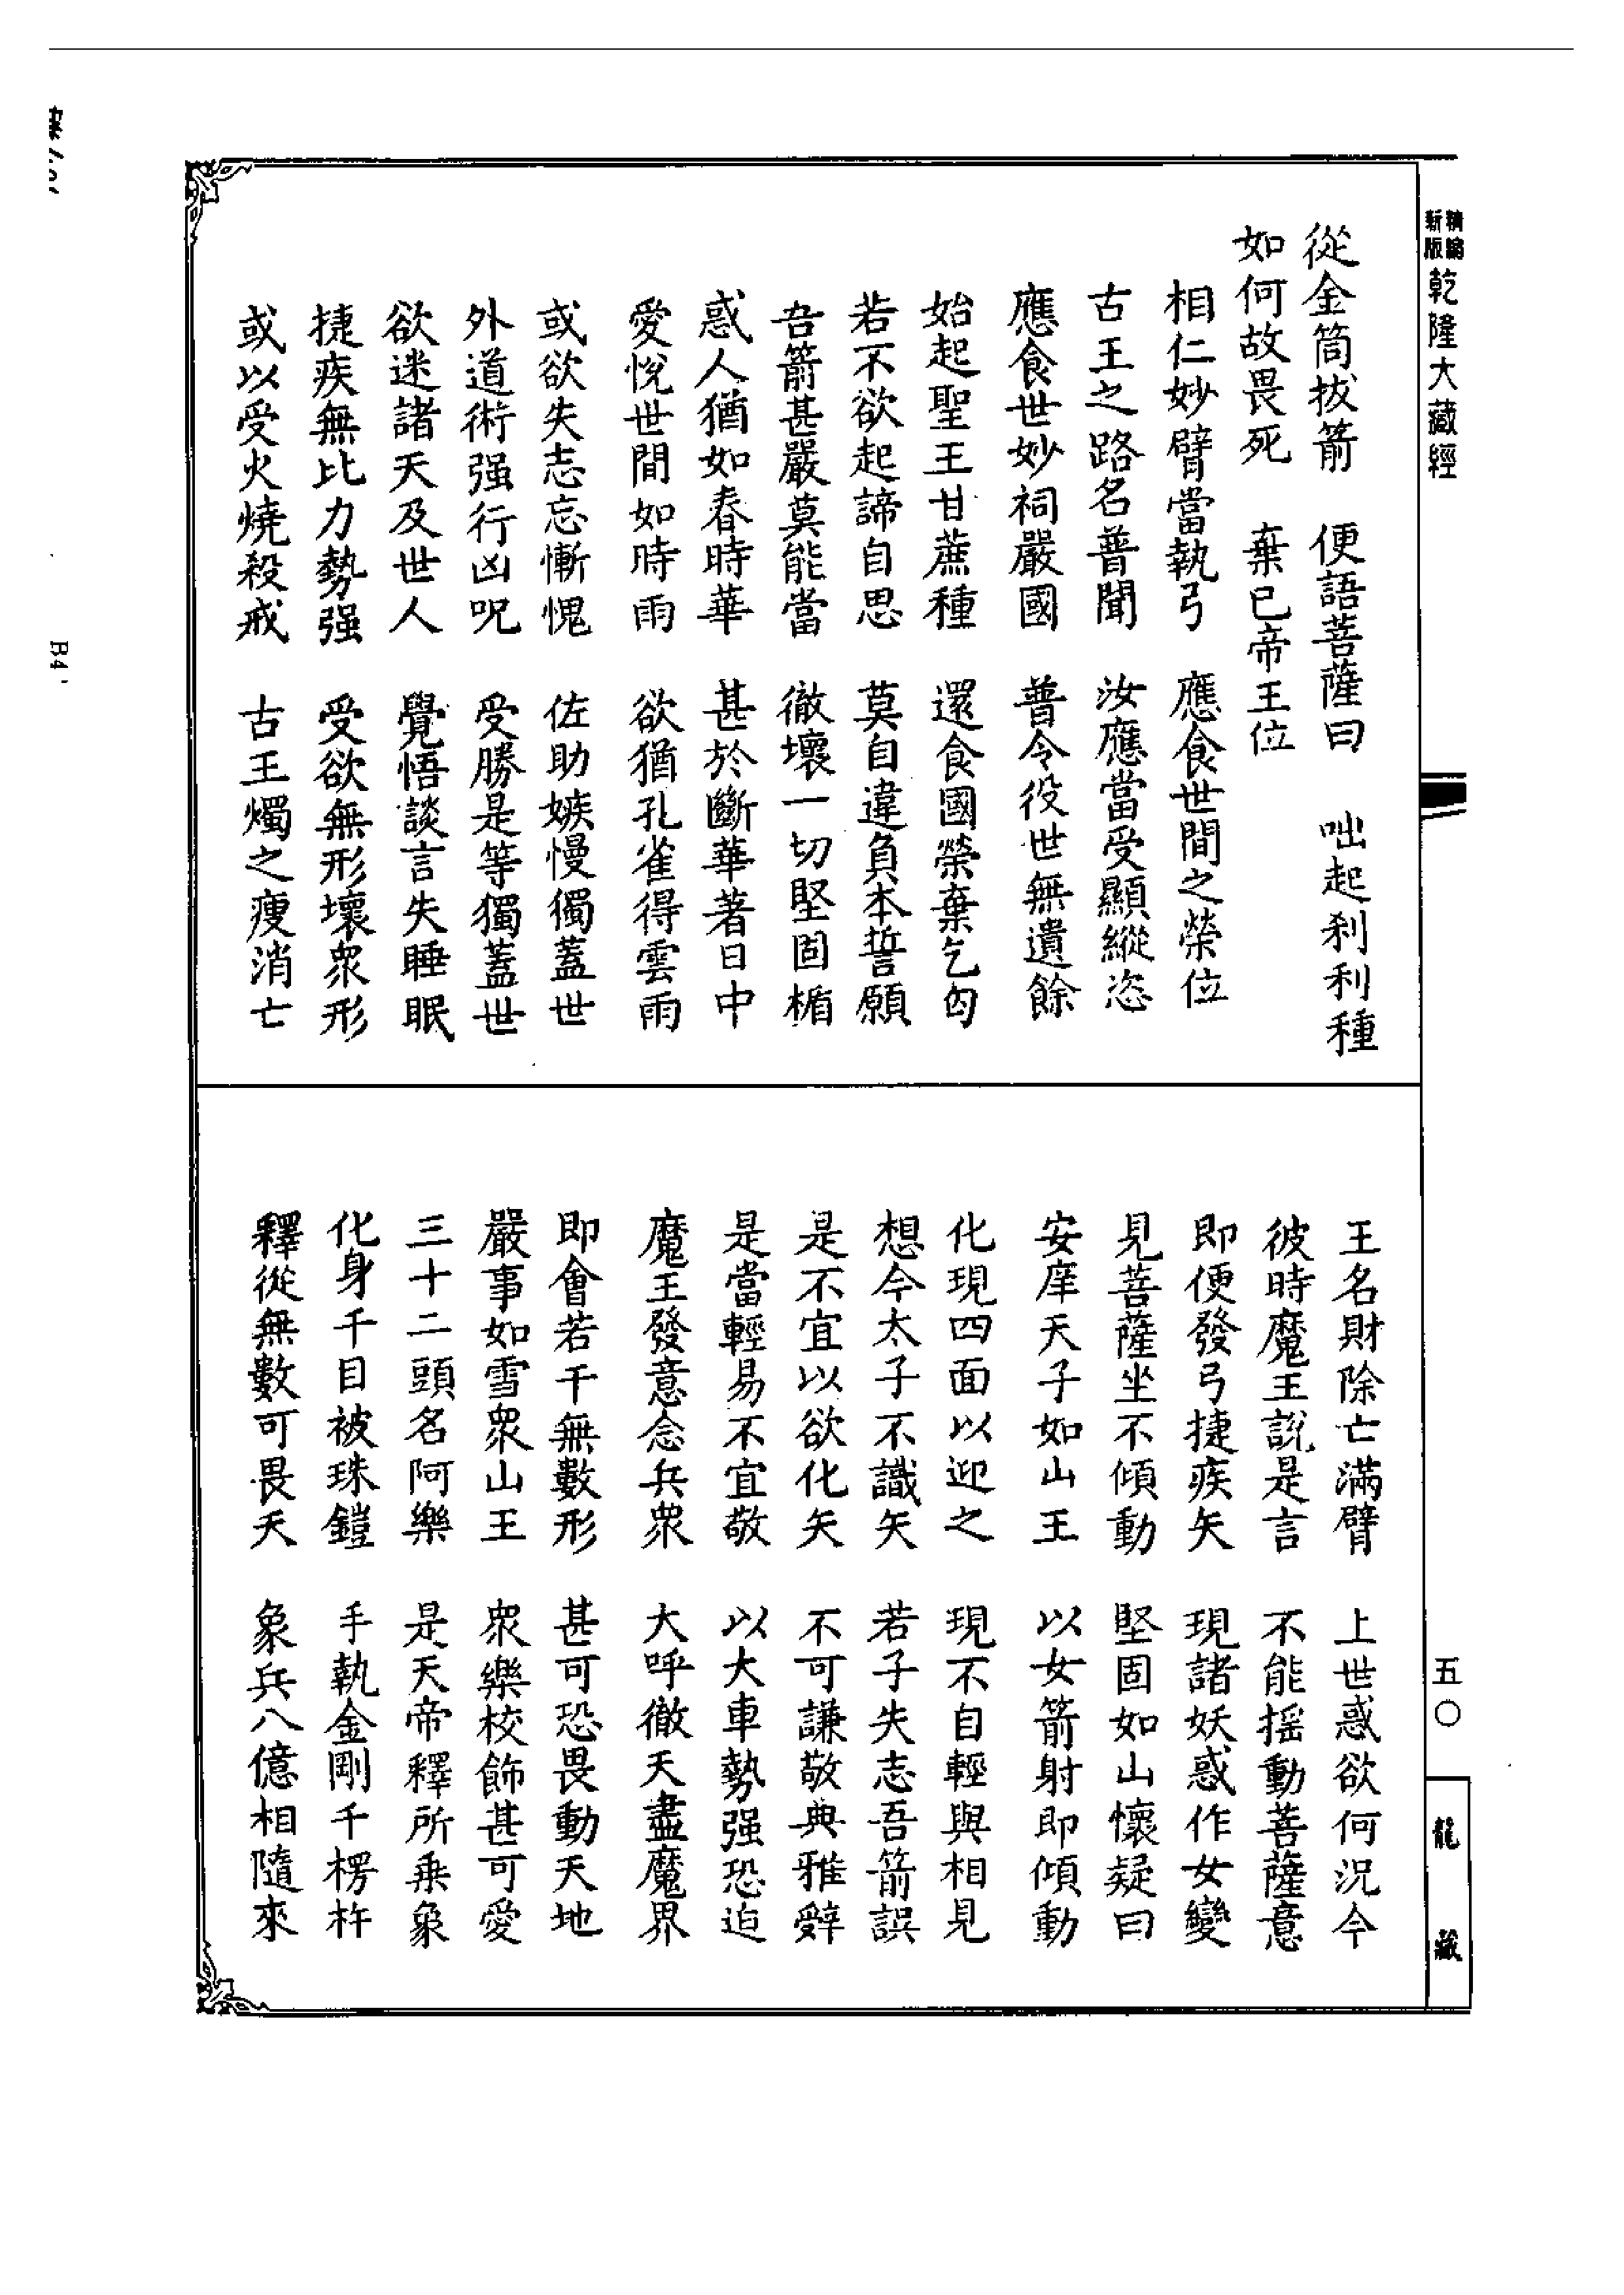 精縮新版乾隆大藏經
從金筒拔箭　便語菩薩曰　咄起刹利種
如何故畏死　棄已帝王位
相仁妙臂當執弓　應食世間之榮位
古王之路名普聞　汝應當受顯縱恣
應食世妙祠嚴國　普令役世無遺餘
始起聖王甘蔗種　還食國榮棄乞匃
若不欲起諦自思　莫自違負本誓願
吾箭甚嚴莫能當　徹壞一切堅固楯
惑人猶如春時華　甚於斷華著日中
愛悅世間如時雨　欲猶孔雀得雲雨
或欲失志忘慚愧　佐助嫉慢獨蓋世
外道術强行凶呪　受勝是等獨蓋世
欲迷諸天及世人　覺悟談言失睡眠
捷疾無比力勢强　受欲無形壞衆形
或以受火燒殺戒　古王燭之瘦消亡
王名財除亡滿臂　上世惑欲何況今
彼時魔王說是言　不能揺動菩薩意
即便發弓捷疾矢　現諸妖惑作女變
見菩薩坐不傾動　堅固如山懷疑曰
安庠天子如山王　以女箭射即傾動
化現四面以迎之　現不自輕與相見
想今太子不識矢　若子失志吾箭誤
是不宜以欲化矢　不可謙敬典雅辭
是當輕易不宜敬　以大車勢强恐迫
魔王發意念兵衆　大呼徹天盡魔界
即會若干無數形　甚可恐畏動天地
嚴事如雪衆山王　衆樂校飾甚可愛
三十二頭名阿樂　是天帝釋所乘象
化身千目被珠鎧　手執金剛千楞杵
釋從無數可畏天　象兵八億相隨來
五〇
龍藏
B4